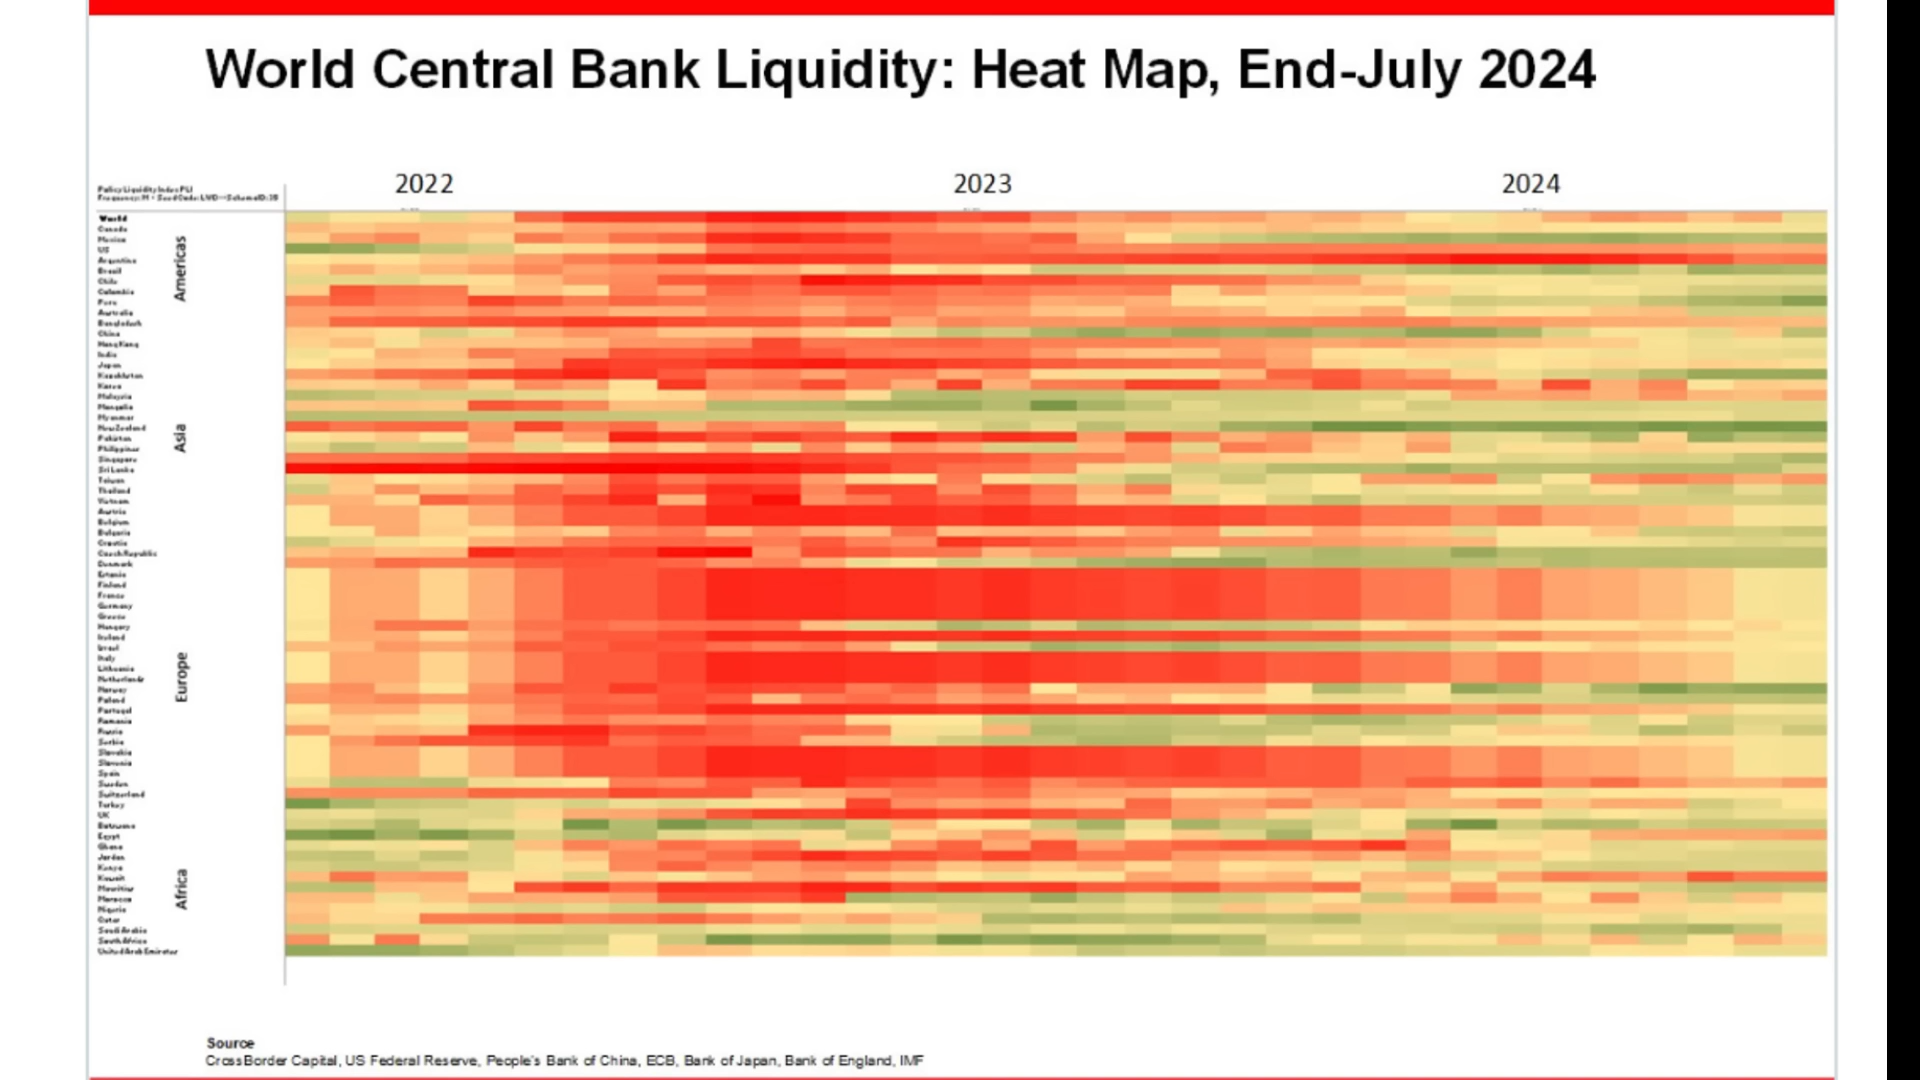 World Central Bank Liquidity: Heat Map, End-July 2024
2022 2023 2024
Policy Liquidity Index PLI
World
Canada
Mexico
US
Argentina
Brazil
Chile
Colombia
Peru
Australia
Bangladesh
China
Hong Kong
India
Japan
Kazakhstan
Korea
Malaysia
Mongolia
Myanmar
New Zealand
Pakistan
Philippines
Singapore
Sri Lanka
Taiwan
Thailand
Vietnam
Austria
Belgium
Bulgaria
Croatia
Czech Republic
Denmark
Estonia
Finland
France
Germany
Greece
Hungary
Ireland
Israel
Italy
Lithuania
Netherlands
Norway
Poland
Portugal
Romania
Russia
Serbia
Slovakia
Slovenia
Spain
Sweden
Switzerland
Turkey
UK
Botswana
Egypt
Ghana
Jordan
Kenya
Kuwait
Mauritius
Morocco
Nigeria
Qatar
Saudi Arabia
South Africa
United Arab Emirates
Americas
Asia
Europe
Africa
Source
CrossBorder Capital, US Federal Reserve, People's Bank of China, ECB, Bank of Japan, Bank of England, IMF